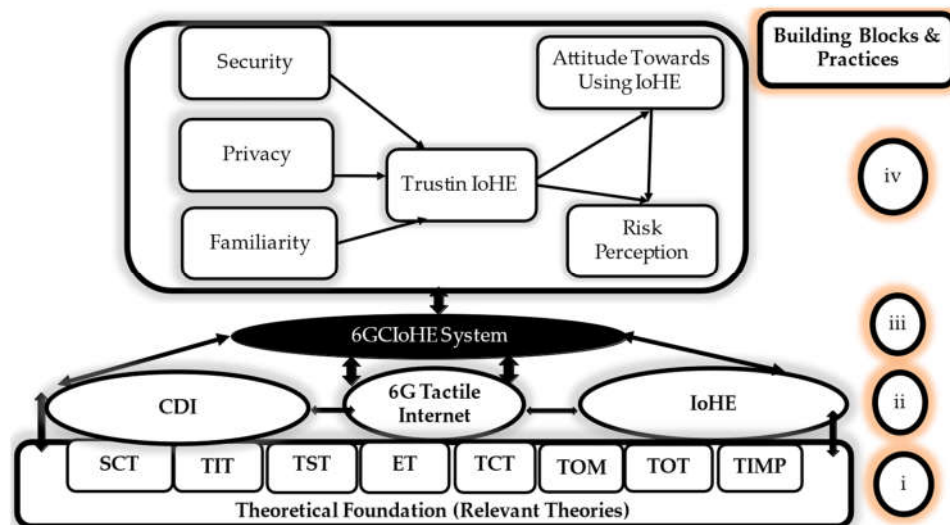 Building Blocks &
Practices
Security
Attitude Towards
Using IoHE
Privacy
Trustin IoHE
Familiarity
Risk
Perception
iv
6GCIoHE System
iii
CDI
6G Tactile
Internet
IoHE
ii
SCT
TIT
TST
ET
TCT
TOM
TOT
TIMP
i
Theoretical Foundation (Relevant Theories)